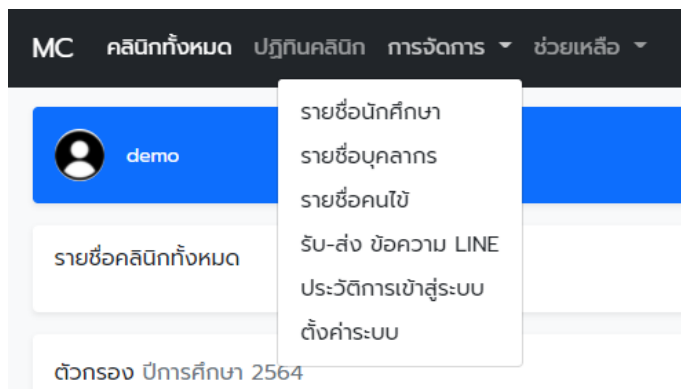 MC คลินิกทั้งหมด ปฏิทินคลินิก การจัดการ ช่วยเหลือ
รายชื่อนักศึกษา
demo
รายชื่อบุคลากร
รายชื่อคนไข้
รายชื่อคลินิกทั้งหมด
รับ-ส่ง ข้อความ LINE
ประวัติการเข้าสู่ระบบ
ตั้งค่าระบบ
ตัวกรอง ปีการศึกษา 2564